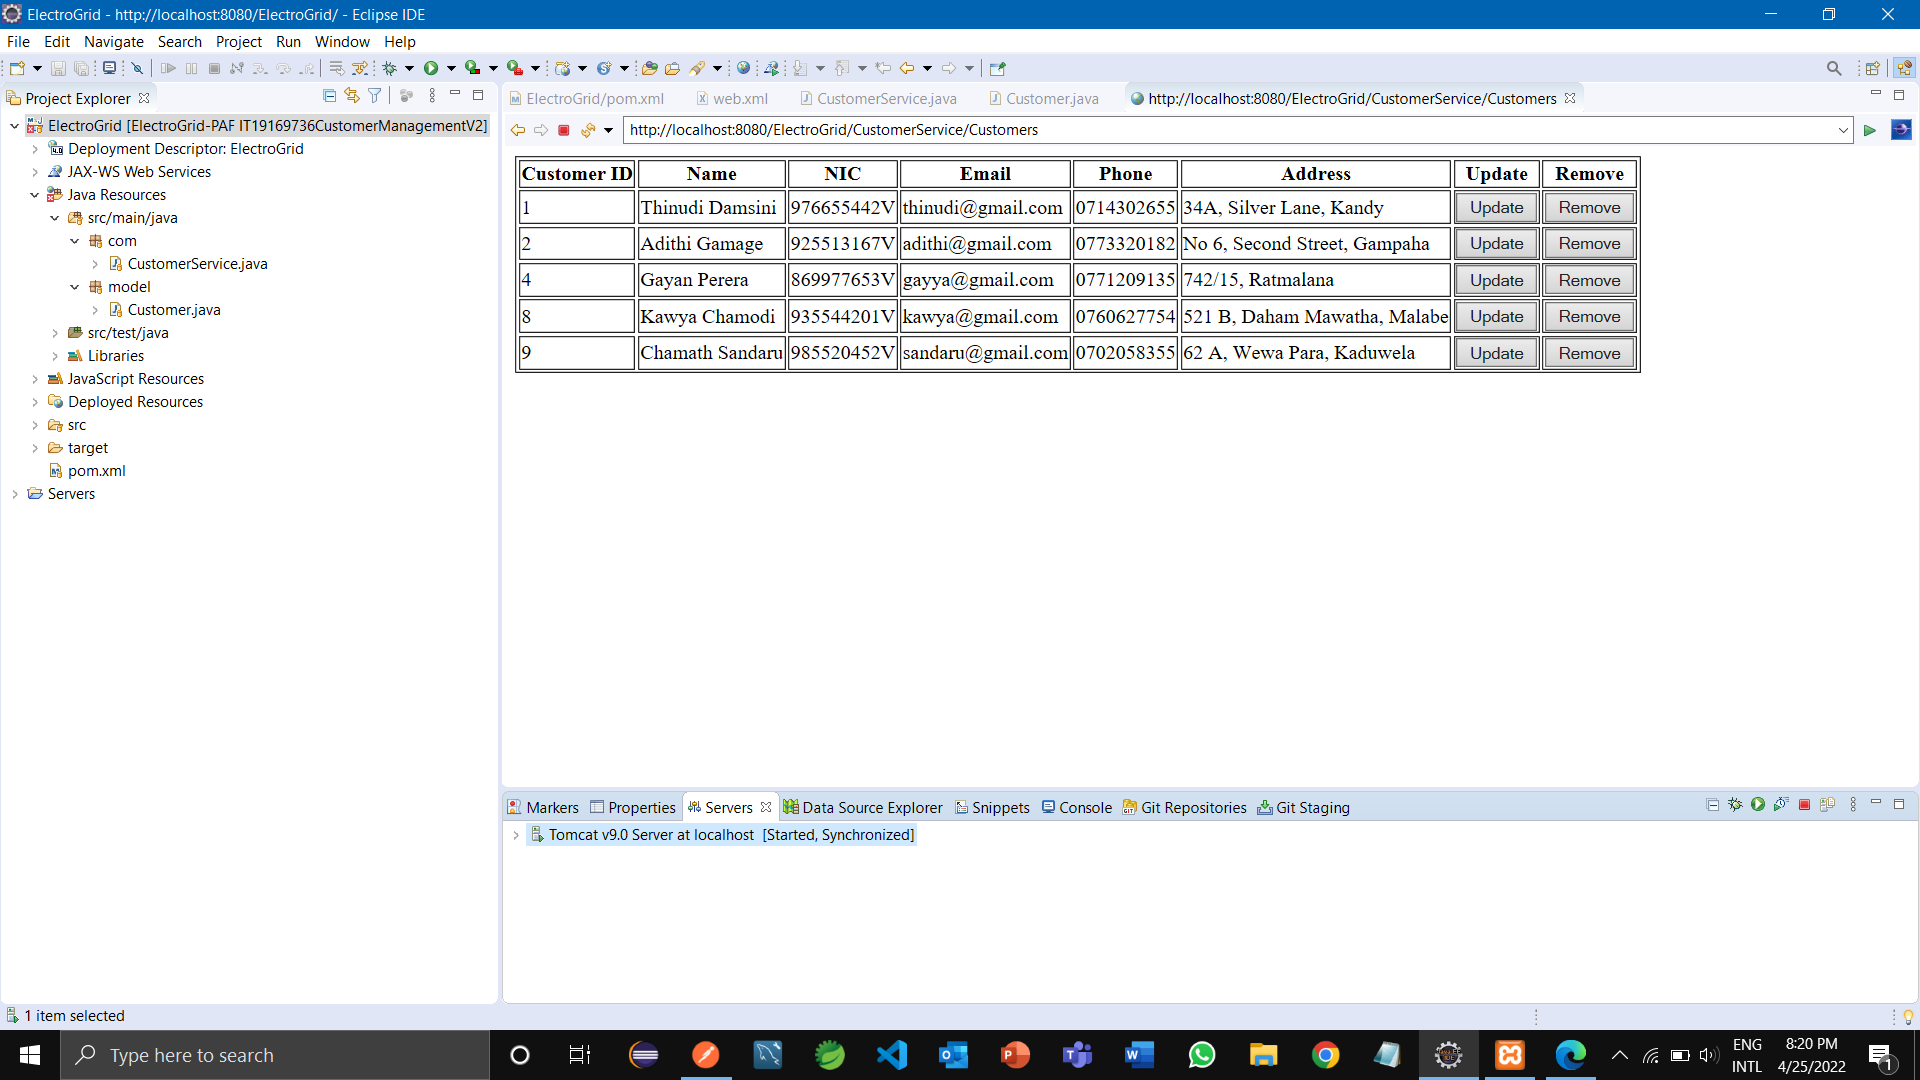 ElectroGrid - http://localhost:8080/ElectroGrid/ - Eclipse IDE
File Edit Navigate Search Project Run Window Help
Project Explorer
ElectroGrid [ElectroGrid-PAF IT19169736CustomerManagementV2]
Deployment Descriptor: ElectroGrid
JAX-WS Web Services
Java Resources
src/main/java
com
CustomerService.java
model
Customer.java
src/test/java
Libraries
JavaScript Resources
Deployed Resources
src
target
pom.xml
Servers
ElectroGrid/pom.xml web.xml CustomerService.java Customer.java http://localhost:8080/ElectroGrid/CustomerService/Customers
http://localhost:8080/ElectroGrid/CustomerService/Customers
Customer ID Name NIC Email Phone Address Update Remove
1 Thinudi Damsini 976655442V thinudi@gmail.com 0714302655 34A, Silver Lane, Kandy Update Remove
2 Adithi Gamage 925513167V adithi@gmail.com 0773320182 No 6, Second Street, Gampaha Update Remove
4 Gayan Perera 869977653V gayya@gmail.com 0771209135 742/15, Ratmalana Update Remove
8 Kawya Chamodi 935544201V kawya@gmail.com 0760627754 521 B, Daham Mawatha, Malabe Update Remove
9 Chamath Sandaru 985520452V sandaru@gmail.com 0702058355 62 A, Wewa Para, Kaduwela Update Remove
Markers Properties Servers Data Source Explorer Snippets Console Git Repositories Git Staging
Tomcat v9.0 Server at localhost [Started, Synchronized]
1 item selected
Type here to search
ENG
INTL
8:20 PM
4/25/2022
1